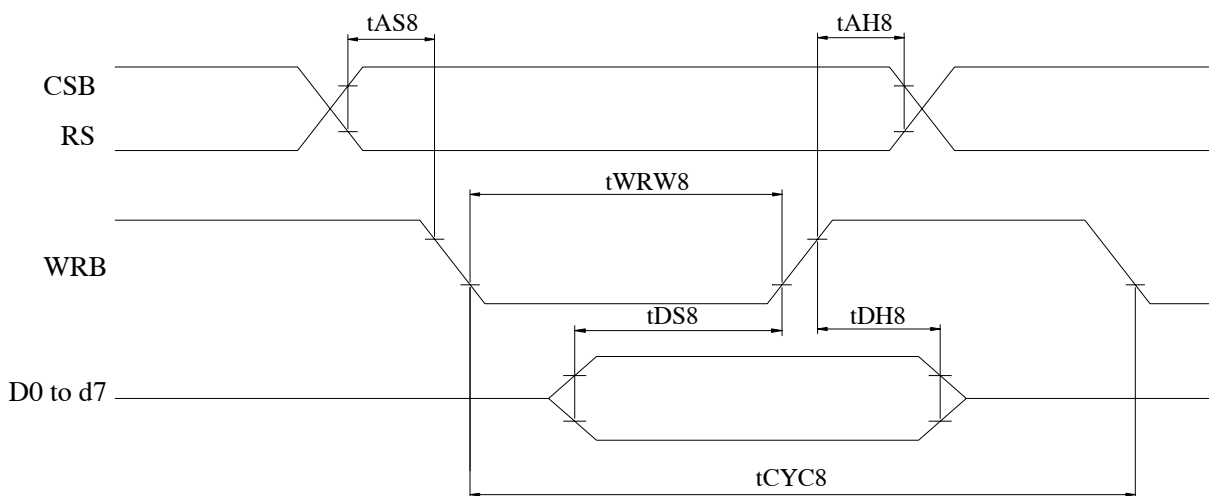 tAS8
tAH8
CSB
RS
tWRW8
WRB
tDS8
tDH8
D0 to d7
tCYC8